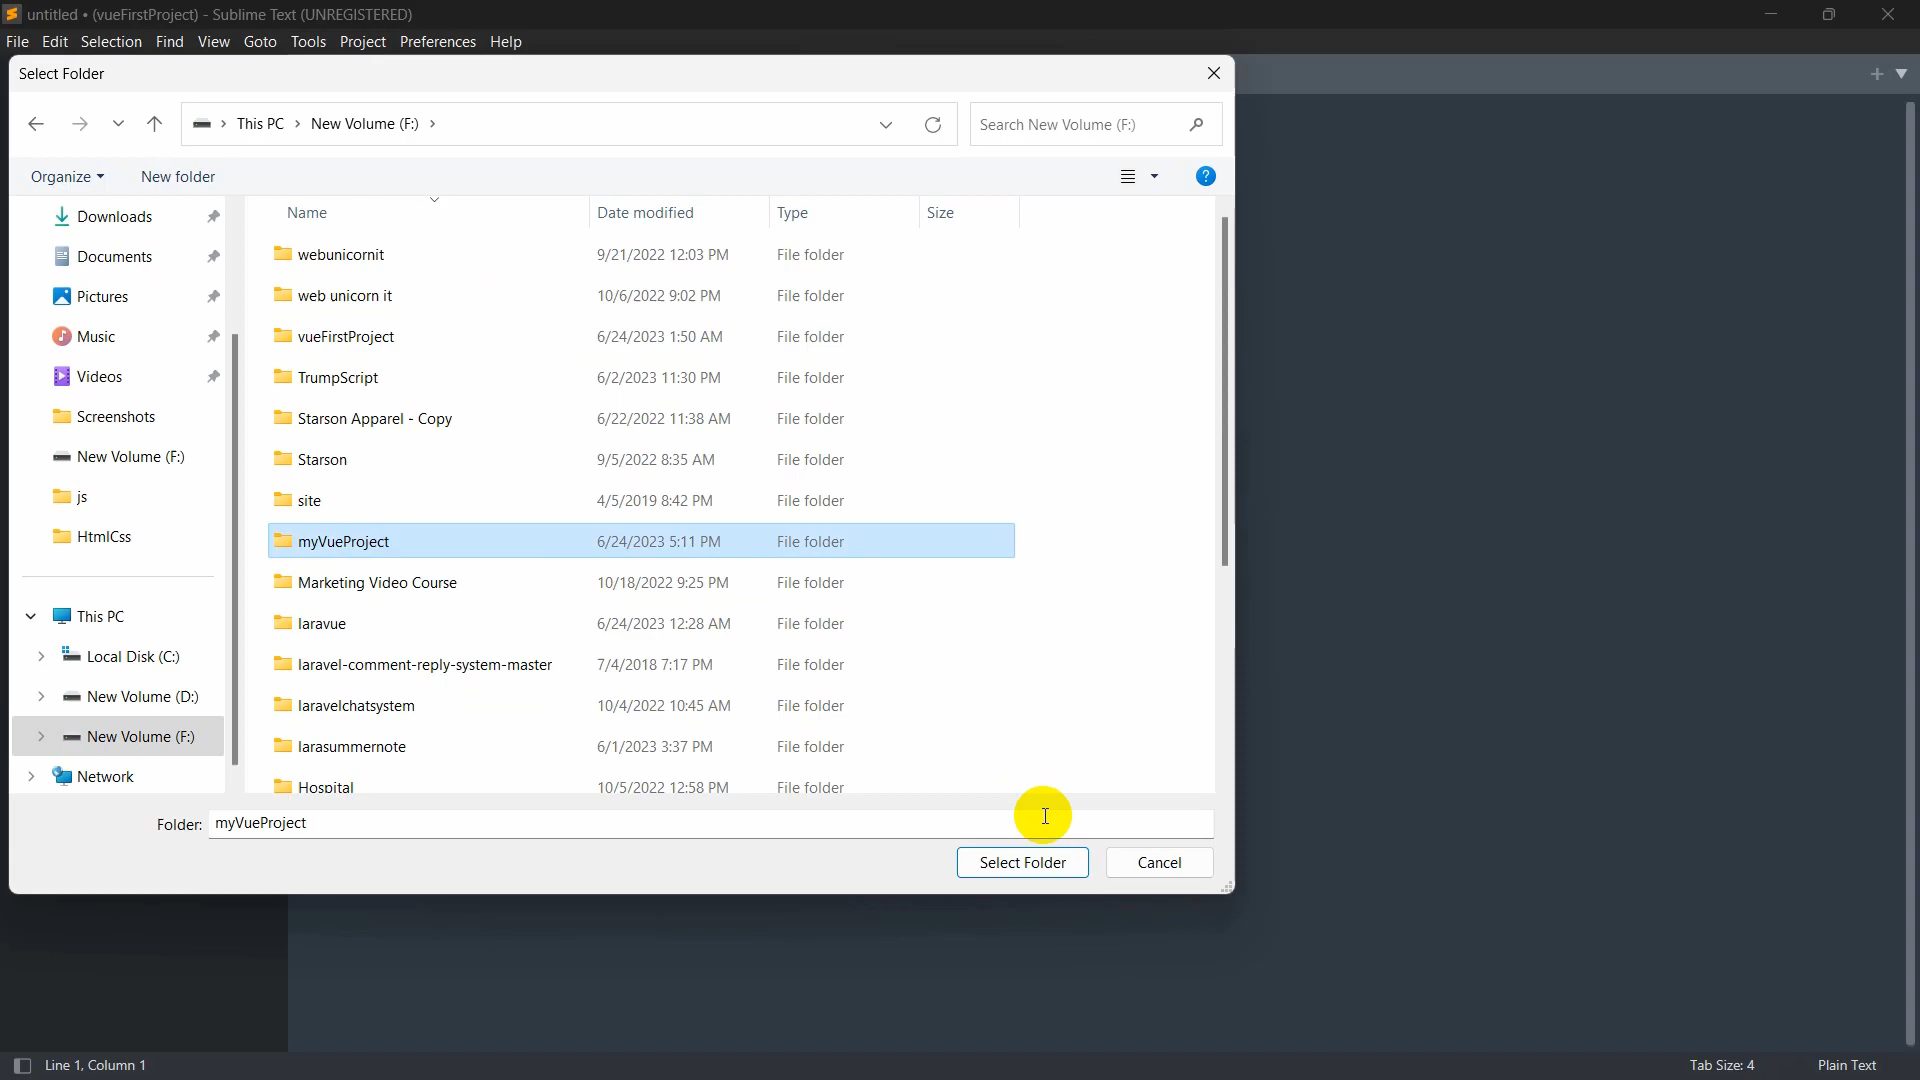 untitled • (vueFirstProject) - Sublime Text (UNREGISTERED)
File Edit Selection Find View Goto Tools Project Preferences Help
Select Folder
This PC › New Volume (F:) ›
Search New Volume (F:)
Organize
New folder
Downloads
Documents
Pictures
Music
Videos
Screenshots
New Volume (F:)
js
HtmlCss
This PC
Local Disk (C:)
New Volume (D:)
New Volume (F:)
Network
Name Date modified Type Size
webunicornit 9/21/2022 12:03 PM File folder
web unicorn it 10/6/2022 9:02 PM File folder
vueFirstProject 6/24/2023 1:50 AM File folder
TrumpScript 6/2/2023 11:30 PM File folder
Starson Apparel - Copy 6/22/2022 11:38 AM File folder
Starson 9/5/2022 8:35 AM File folder
site 4/5/2019 8:42 PM File folder
myVueProject 6/24/2023 5:11 PM File folder
Marketing Video Course 10/18/2022 9:25 PM File folder
laravue 6/24/2023 12:28 AM File folder
laravel-comment-reply-system-master 7/4/2018 7:17 PM File folder
laravelchatsystem 10/4/2022 10:45 AM File folder
larasummernote 6/1/2023 3:37 PM File folder
Hospital 10/5/2022 12:58 PM File folder
Folder: myVueProject
Select Folder
Cancel
Line 1, Column 1
Tab Size: 4
Plain Text